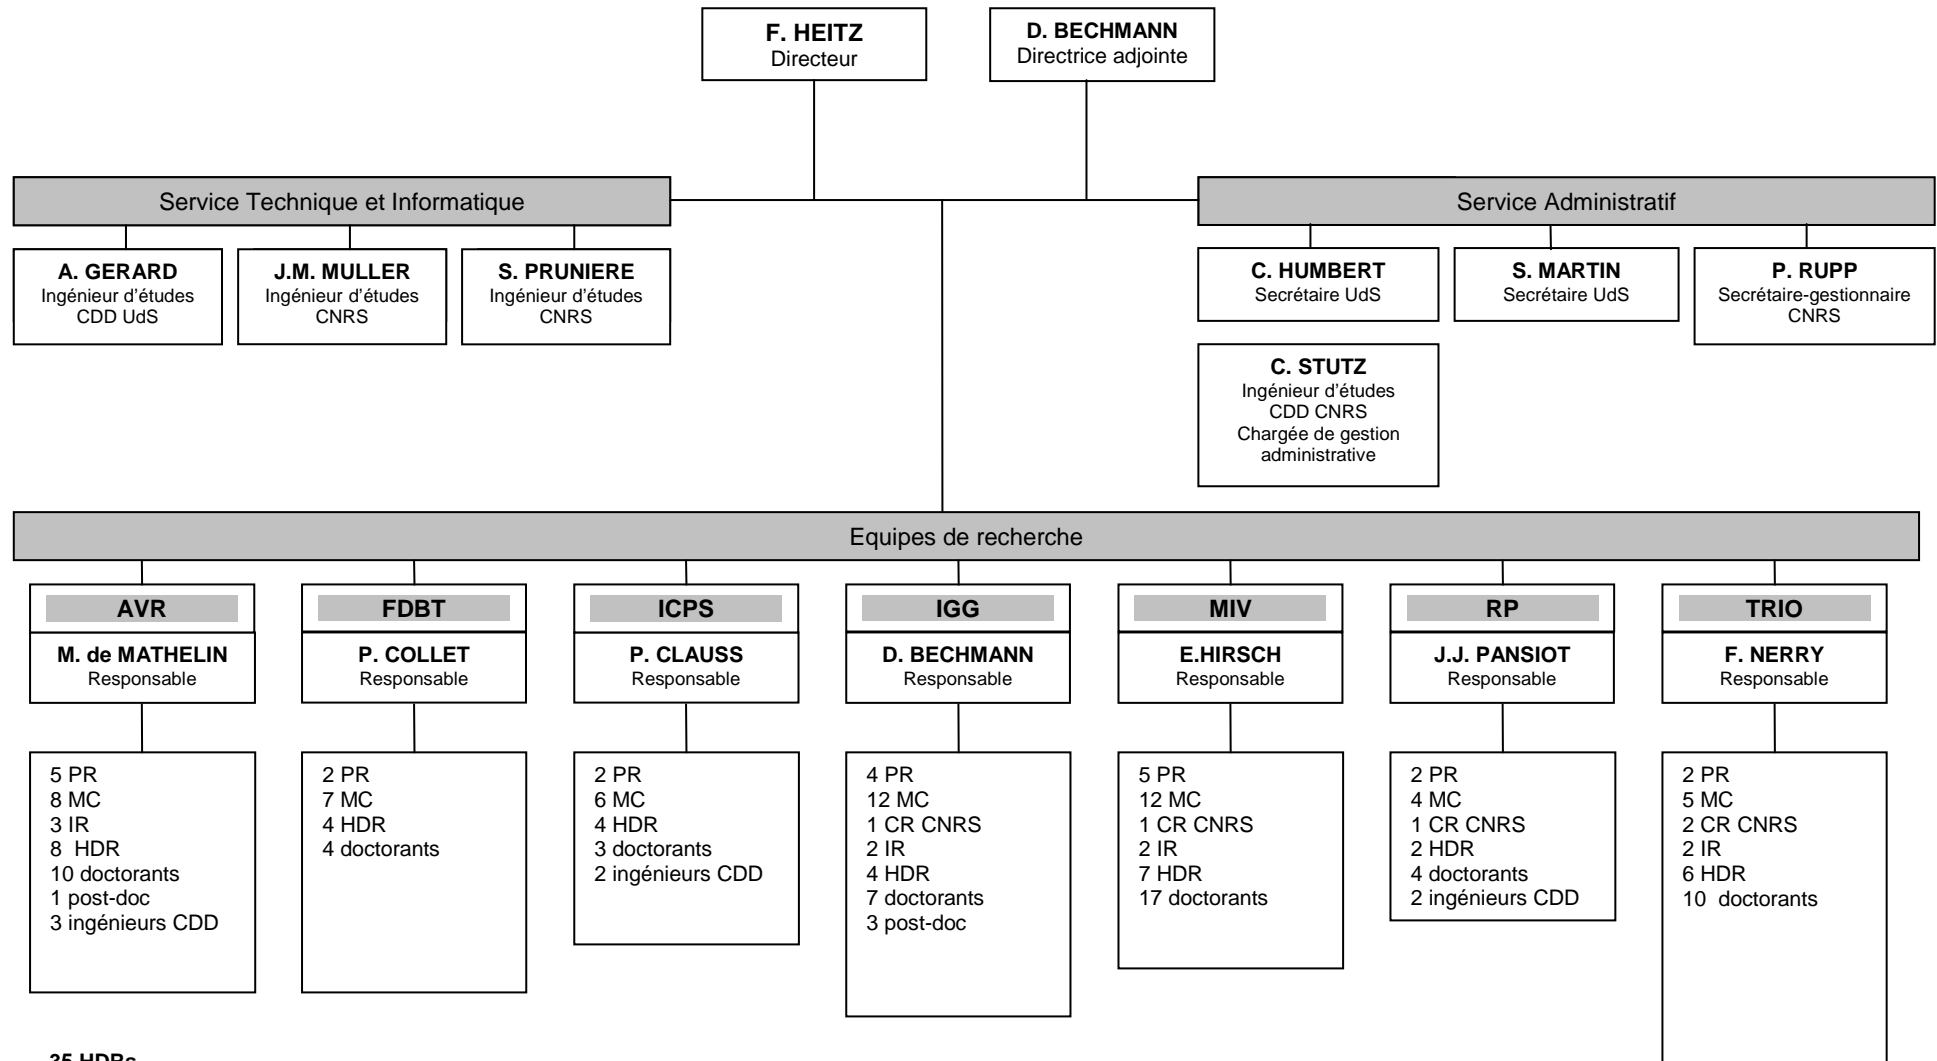 F. HEITZ
Directeur
D. BECHMANN
Directrice adjointe
Service Technique et Informatique
Service Administratif
A. GERARD
Ingénieur d'études
CDD UdS
J.M. MULLER
Ingénieur d'études
CNRS
S. PRUNIERE
Ingénieur d'études
CNRS
C. HUMBERT
Secrétaire UdS
S. MARTIN
Secrétaire UdS
P. RUPP
Secrétaire-gestionnaire
CNRS
C. STUTZ
Ingénieur d'études
CDD CNRS
Chargée de gestion
administrative
Equipes de recherche
AVR
M. de MATHELIN
Responsable
5 PR
8 MC
3 IR
8 HDR
10 doctorants
1 post-doc
3 ingénieurs CDD
FDBT
P. COLLET
Responsable
2 PR
7 MC
4 HDR
4 doctorants
ICPS
P. CLAUSS
Responsable
2 PR
6 MC
4 HDR
3 doctorants
2 ingénieurs CDD
IGG
D. BECHMANN
Responsable
4 PR
12 MC
1 CR CNRS
2 IR
4 HDR
7 doctorants
3 post-doc
MIV
E.HIRSCH
Responsable
5 PR
12 MC
1 CR CNRS
2 IR
7 HDR
17 doctorants
RP
J.J. PANSIOT
Responsable
2 PR
4 MC
1 CR CNRS
2 HDR
4 doctorants
2 ingénieurs CDD
TRIO
F. NERRY
Responsable
2 PR
5 MC
2 CR CNRS
2 IR
6 HDR
10 doctorants